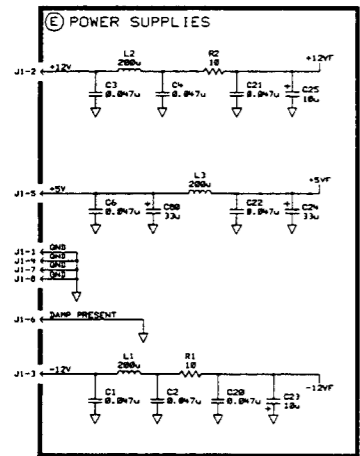 E POWER SUPPLIES
L2
200u
R2
10
J1-2 +12V +12VF
C3
0.047u
C4
0.047u
C21
0.047u
+ C25
10u
L3
200u
J1-5 +5V +5VF
C6
0.047u
+ C80
33u
C22
0.047u
+ C24
33u
J1-1 GND
J1-4 GND
J1-7 GND
J1-8 GND
J1-6 DAMP PRESENT
L1
200u
R1
10
J1-3 -12V -12VF
C1
0.047u
C2
0.047u
C20
0.047u
+ C23
10u